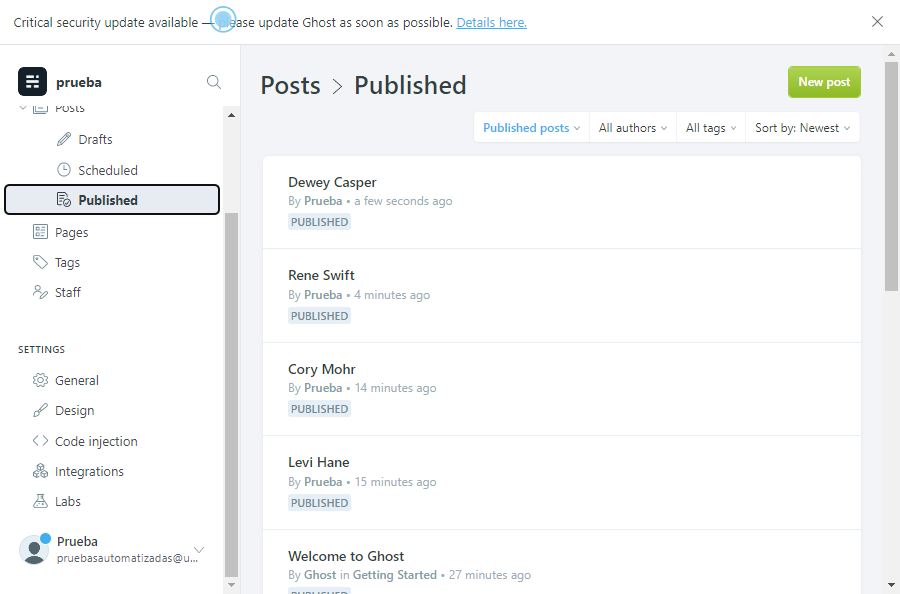 Critical security update available — please update Ghost as soon as possible. Details here.
prueba
Posts
Drafts
Scheduled
Published
Pages
Tags
Staff
SETTINGS
General
Design
Code injection
Integrations
Labs
Prueba
pruebasautomatizadas@u...
Posts > Published
New post
Published posts
All authors
All tags
Sort by: Newest
Dewey Casper
By Prueba • a few seconds ago
PUBLISHED
Rene Swift
By Prueba • 4 minutes ago
PUBLISHED
Cory Mohr
By Prueba • 14 minutes ago
PUBLISHED
Levi Hane
By Prueba • 15 minutes ago
PUBLISHED
Welcome to Ghost
By Ghost in Getting Started • 27 minutes ago
PUBLISHED